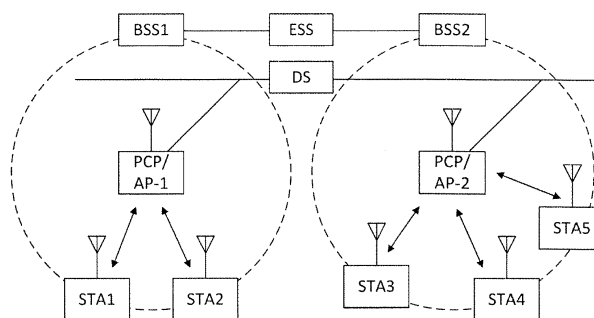 BSS1
ESS
BSS2
DS
PCP/
AP-1
PCP/
AP-2
STA1
STA2
STA3
STA4
STA5